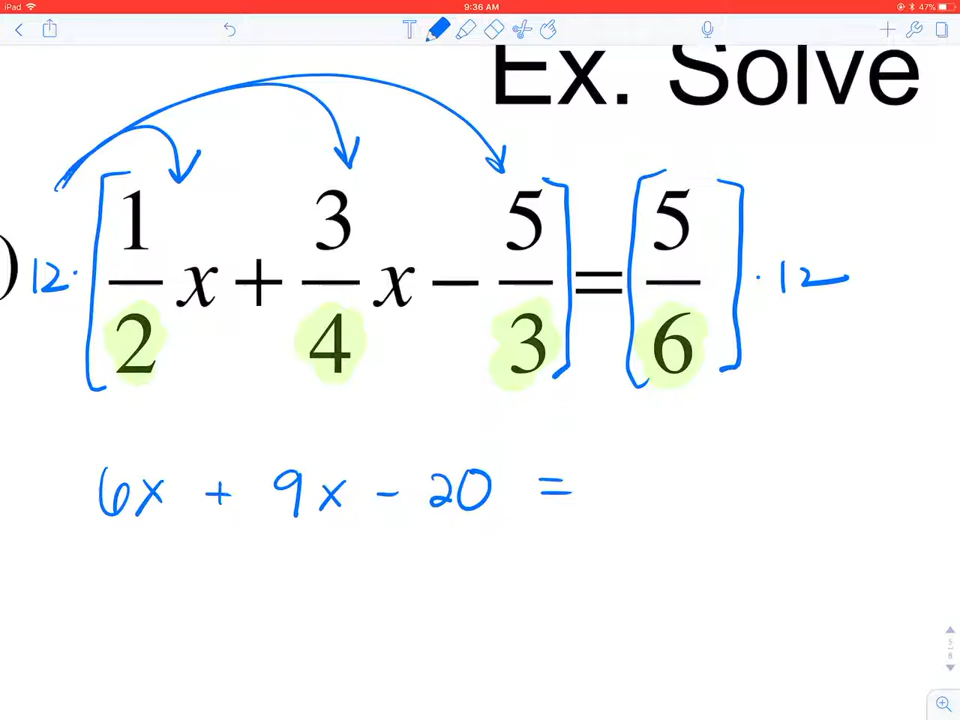 iPad 9:36 AM 47%
T
Ex. Solve
) 12 · [ 1/2 x + 3/4 x − 5/3 ] = [ 5/6 ] · 12
6x + 9x - 20 =